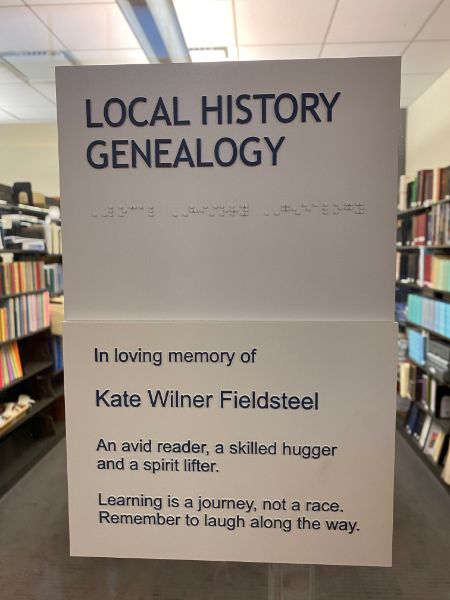 LOCAL HISTORY
GENEALOGY
In loving memory of
Kate Wilner Fieldsteel
An avid reader, a skilled hugger
and a spirit lifter.
Learning is a journey, not a race.
Remember to laugh along the way.